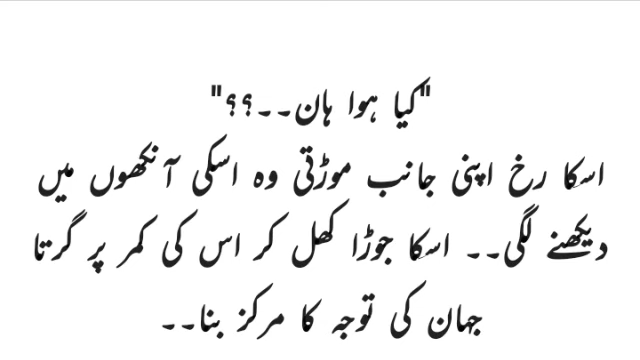 "کیا ہوا ہان۔۔؟؟"
اسکا رخ اپنی جانب موڑتی وہ اسکی آنکھوں میں
دیکھنے لگی۔۔ اسکا جوڑا کھل کر اس کی کمر پر گرتا
جہان کی توجہ کا مرکز بنا۔۔